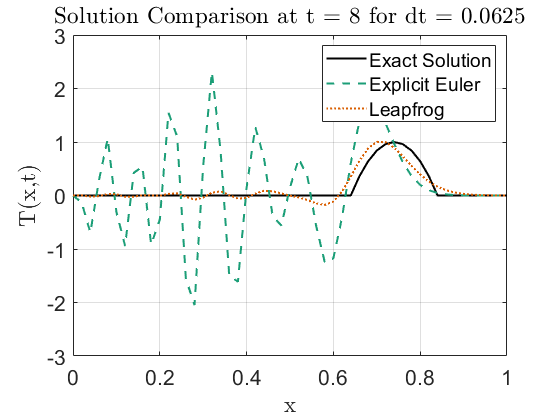 Solution Comparison at t = 8 for dt = 0.0625
3
2
1
0
-1
-2
-3
T(x,t)
Exact Solution
Explicit Euler
Leapfrog
0 0.2 0.4 0.6 0.8 1
x